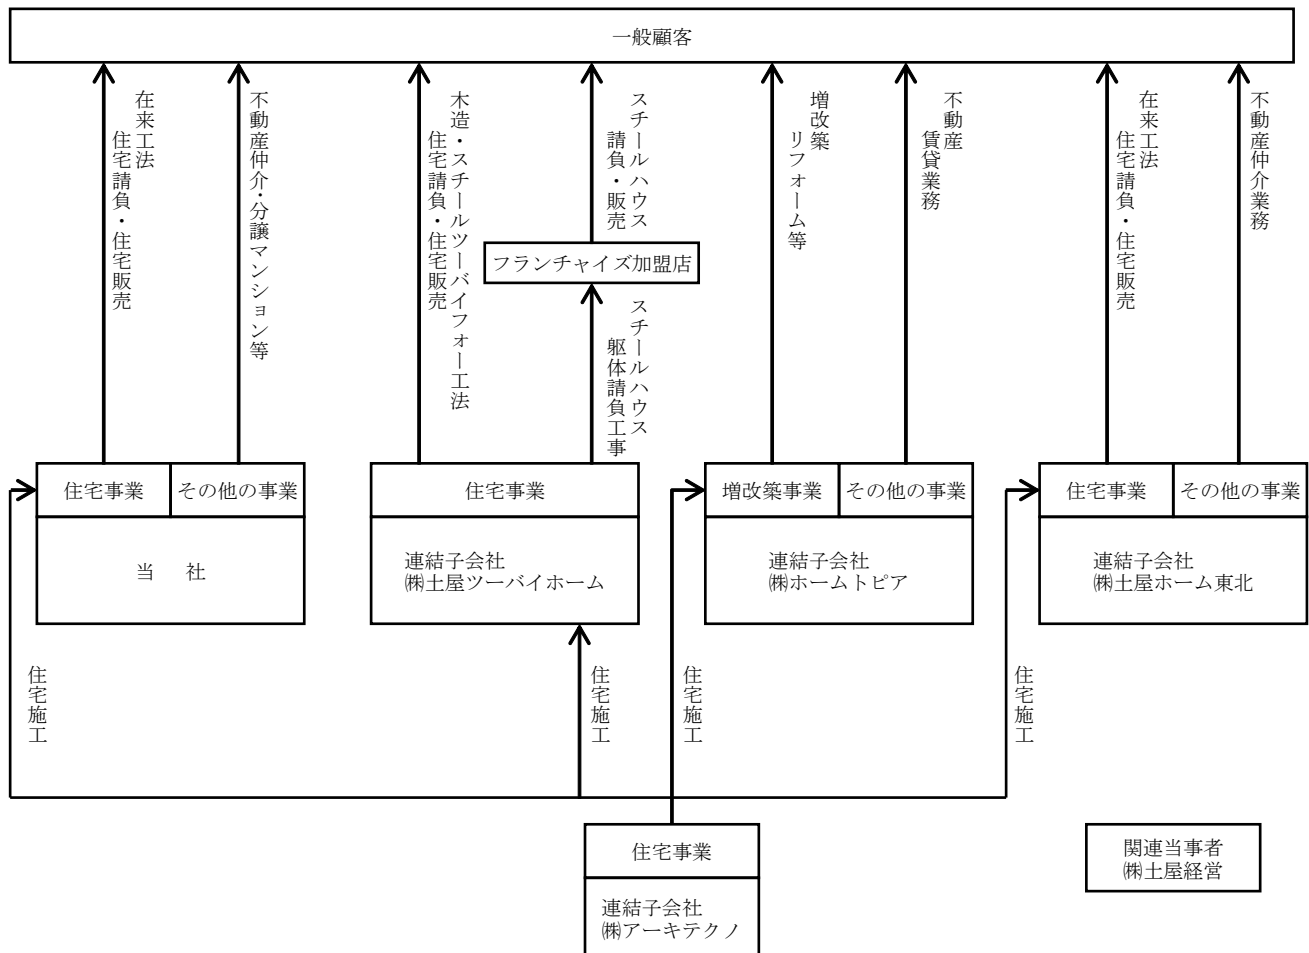 一般顧客
在来工法
住宅請負・住宅販売
不動産仲介・分譲マンション等
木造・スチールツーバイフォー工法
住宅請負・住宅販売
スチールハウス
請負・販売
増改築
リフォーム等
不動産
賃貸業務
在来工法
住宅請負・住宅販売
不動産仲介業務
フランチャイズ加盟店
スチールハウス
躯体請負工事
住宅事業
その他の事業
当　社
住宅事業
連結子会社
㈱土屋ツーバイホーム
増改築事業
その他の事業
連結子会社
㈱ホームトピア
住宅事業
その他の事業
連結子会社
㈱土屋ホーム東北
住宅施工
住宅施工
住宅施工
住宅施工
住宅事業
連結子会社
㈱アーキテクノ
関連当事者
㈱土屋経営